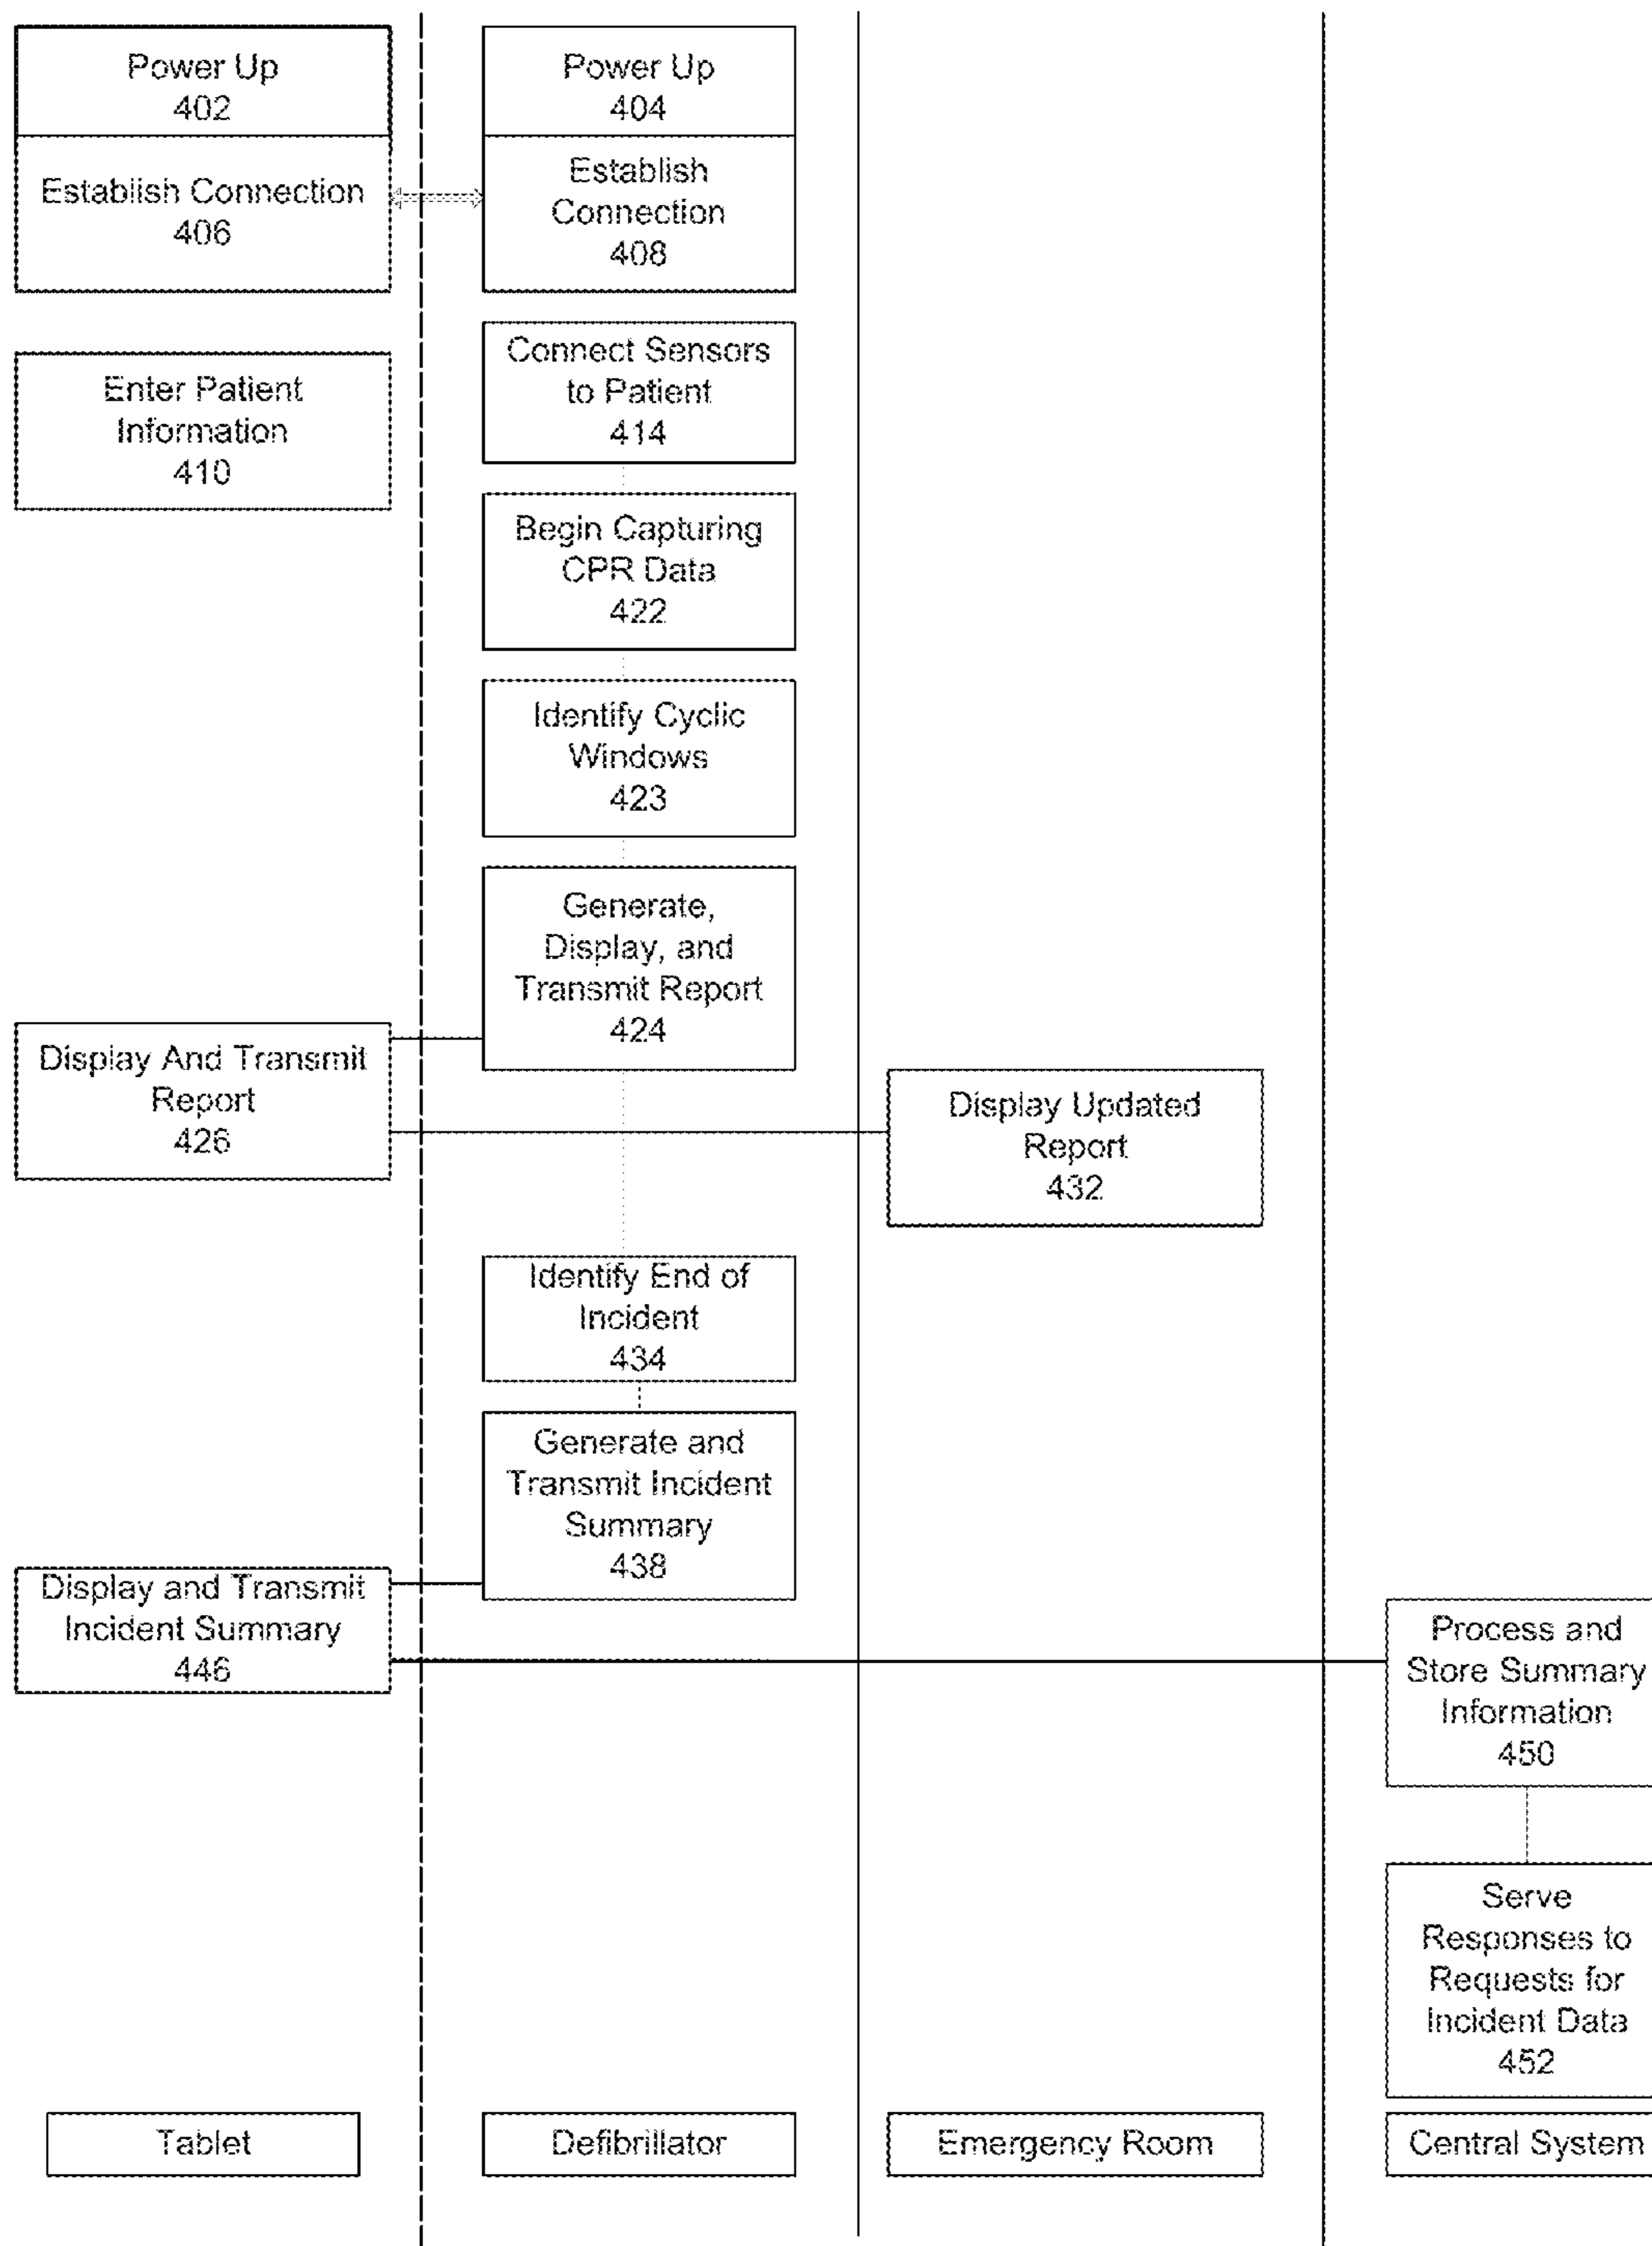 Power Up
402
Power Up
404
Establish Connection
406
Establish
Connection
408
Enter Patient
Information
410
Connect Sensors
to Patient
414
Begin Capturing
CPR Data
422
Identify Cyclic
Windows
423
Generate,
Display, and
Transmit Report
424
Display And Transmit
Report
426
Display Updated
Report
432
Identify End of
Incident
434
Generate and
Transmit Incident
Summary
438
Display and Transmit
Incident Summary
446
Process and
Store Summary
Information
450
Serve
Responses to
Requests for
Incident Data
452
Tablet
Defibrillator
Emergency Room
Central System